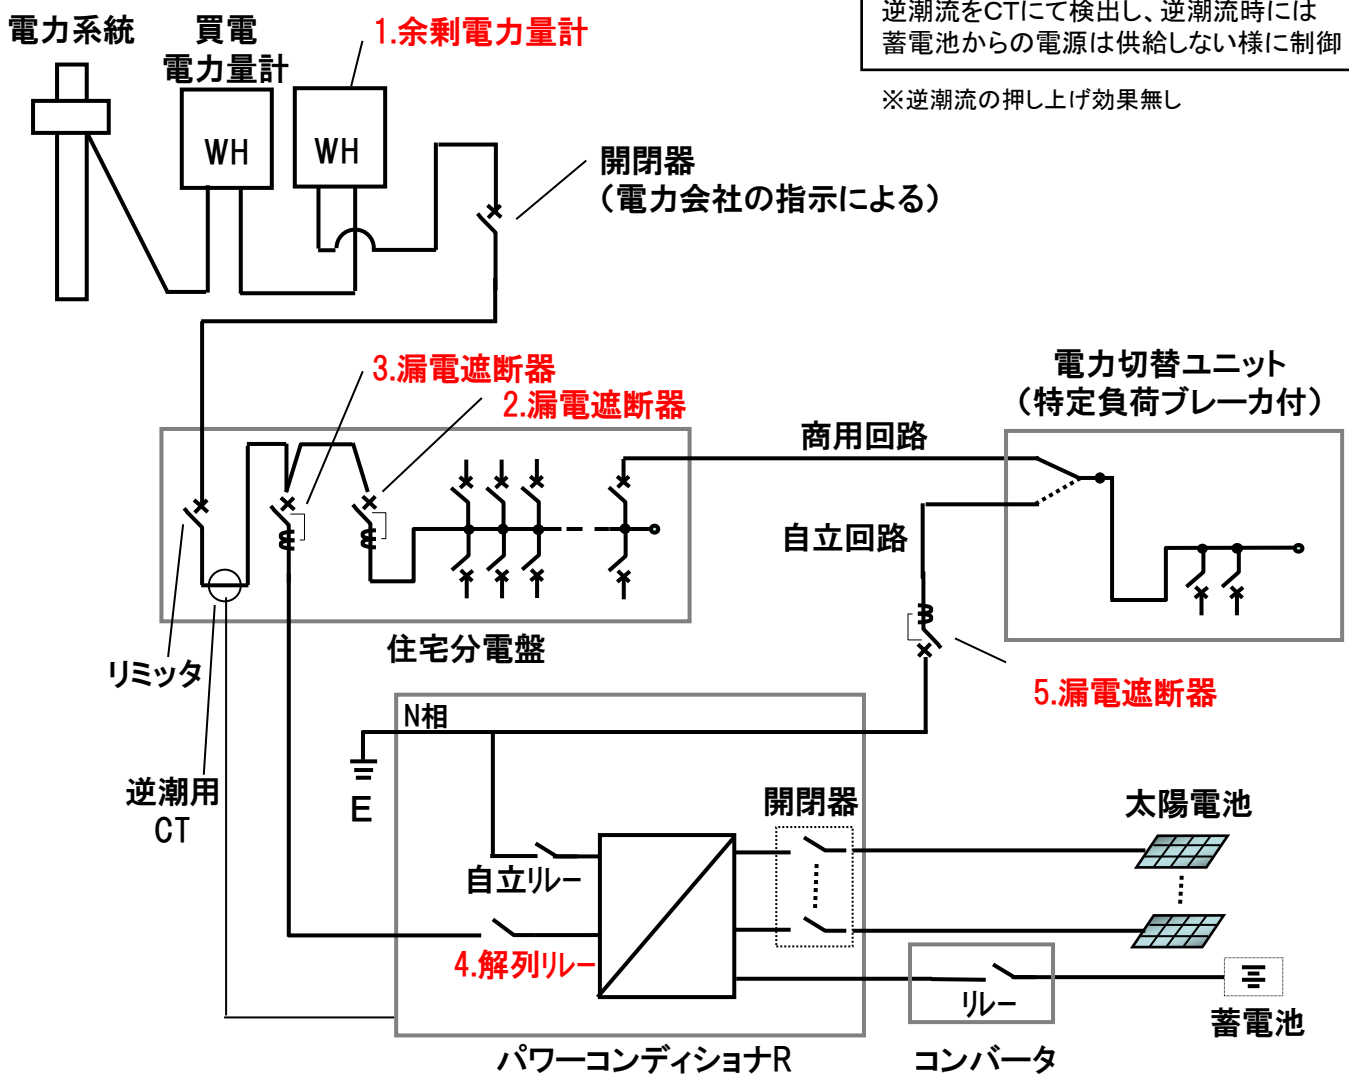 逆潮流をCTにて検出し、逆潮流時には
蓄電池からの電源は供給しない様に制御
※逆潮流の押し上げ効果無し
電力系統
買電
電力量計
1.余剰電力量計
WH
WH
開閉器
（電力会社の指示による）
3.漏電遮断器
2.漏電遮断器
電力切替ユニット
（特定負荷ブレーカ付）
商用回路
自立回路
住宅分電盤
リミッタ
5.漏電遮断器
N相
E
逆潮用
CT
開閉器
太陽電池
自立リレー
4.解列リレー
リレー
蓄電池
パワーコンディショナR
コンバータ